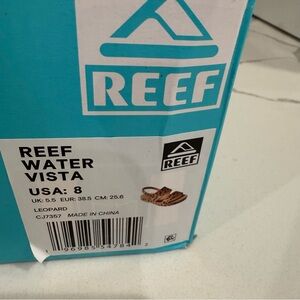 REEF
REEF
WATER
VISTA
USA: 8
UK: 5.5 EUR: 38.5 CM: 25.6
LEOPARD
CJ7357 MADE IN CHINA
REEF